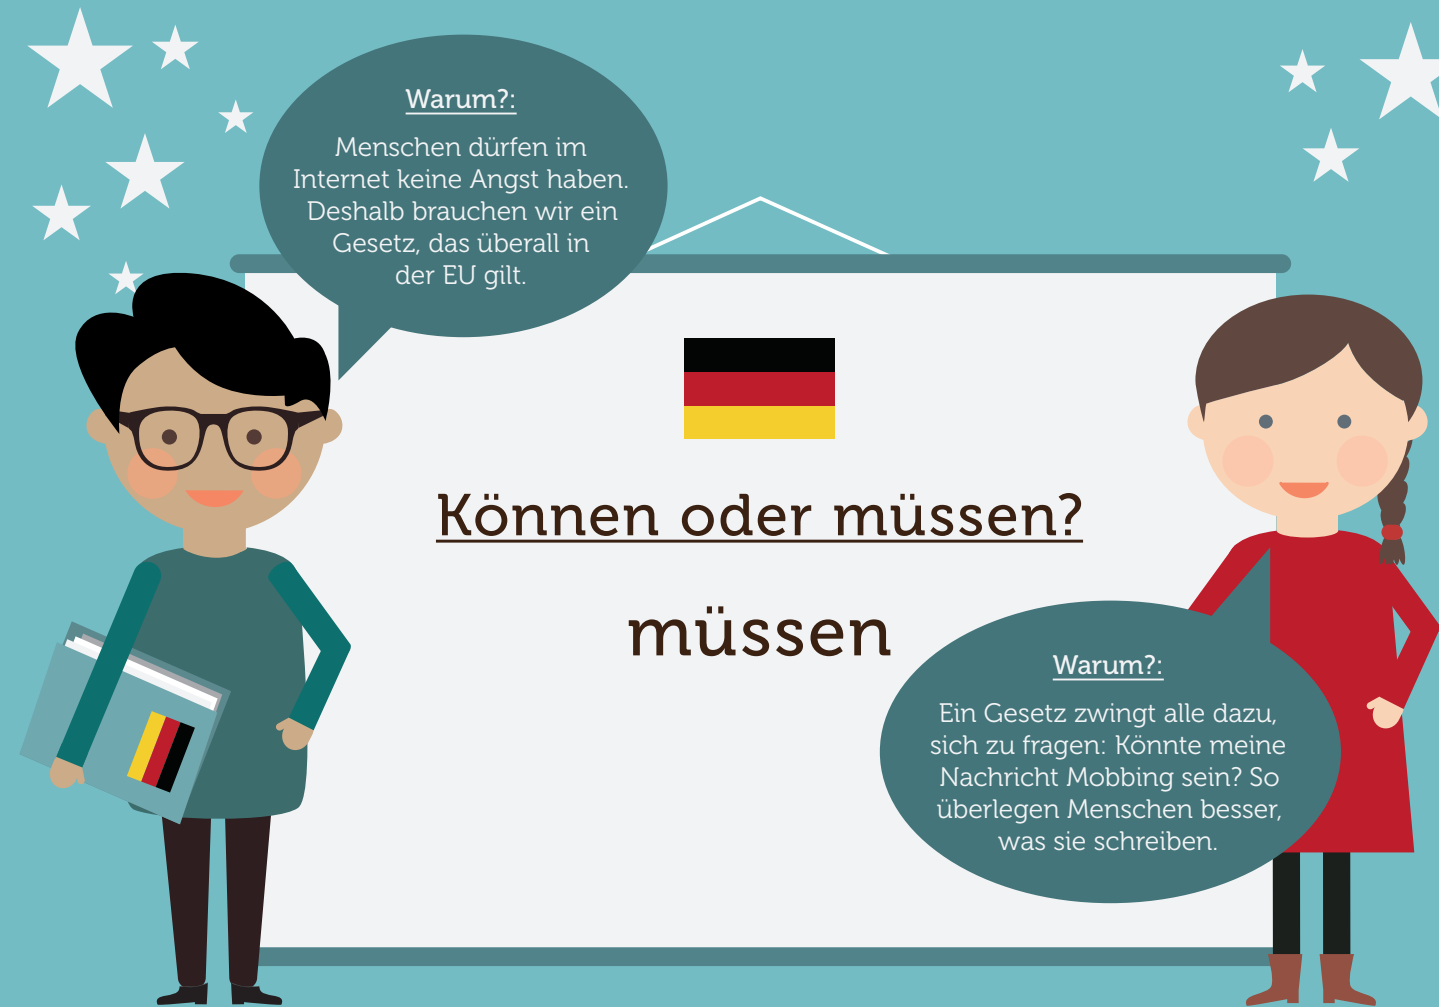 Warum?:
Menschen dürfen im
Internet keine Angst haben.
Deshalb brauchen wir ein
Gesetz, das überall in
der EU gilt.
Können oder müssen?
müssen
Warum?:
Ein Gesetz zwingt alle dazu,
sich zu fragen: Könnte meine
Nachricht Mobbing sein? So
überlegen Menschen besser,
was sie schreiben.